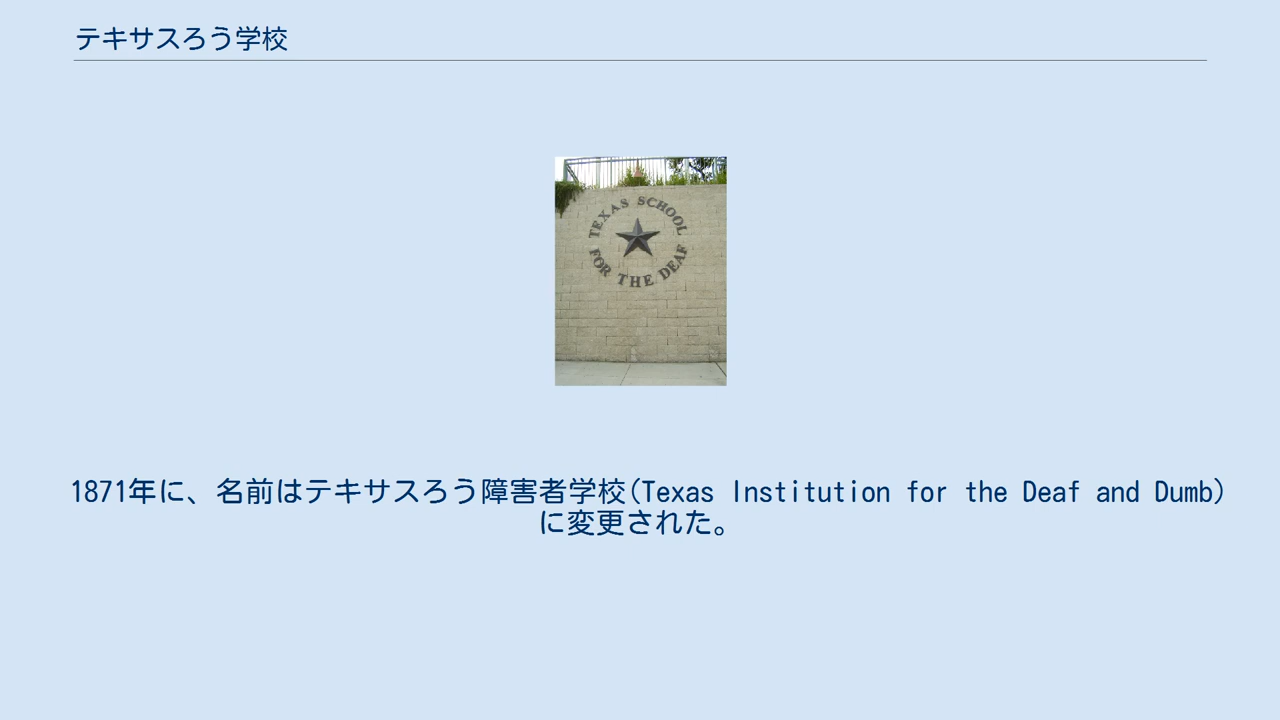 テキサスろう学校
TEXAS SCHOOL
FOR THE DEAF
1871年に、名前はテキサスろう障害者学校(Texas Institution for the Deaf and Dumb)
に変更された。